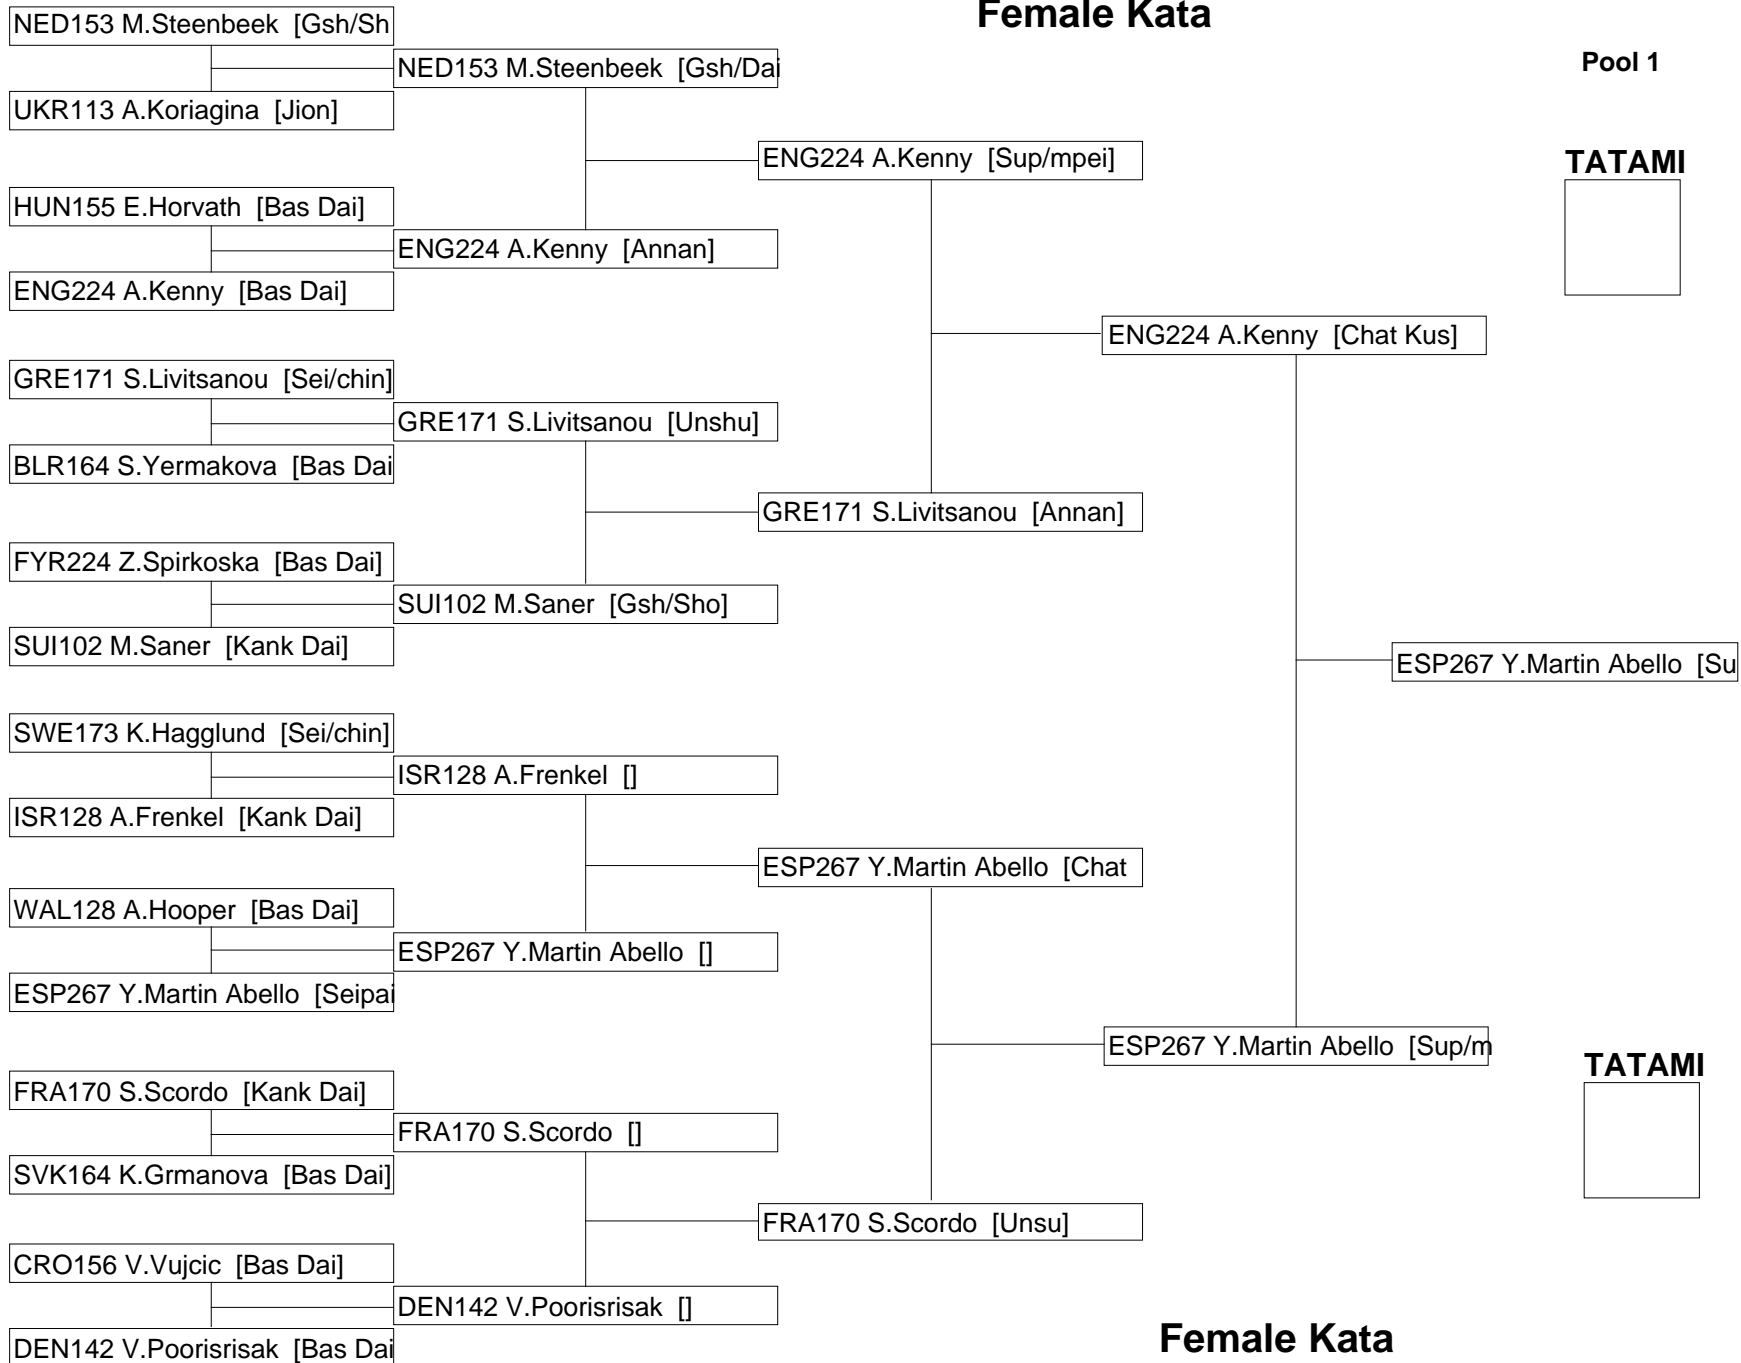 Female Kata
NED153 M.Steenbeek [Gsh/Sh
NED153 M.Steenbeek [Gsh/Dai
Pool 1
UKR113 A.Koriagina [Jion]
ENG224 A.Kenny [Sup/mpei]
TATAMI
HUN155 E.Horvath [Bas Dai]
ENG224 A.Kenny [Annan]
ENG224 A.Kenny [Bas Dai]
ENG224 A.Kenny [Chat Kus]
GRE171 S.Livitsanou [Sei/chin]
GRE171 S.Livitsanou [Unshu]
BLR164 S.Yermakova [Bas Dai
GRE171 S.Livitsanou [Annan]
FYR224 Z.Spirkoska [Bas Dai]
SUI102 M.Saner [Gsh/Sho]
SUI102 M.Saner [Kank Dai]
ESP267 Y.Martin Abello [Su
SWE173 K.Hagglund [Sei/chin]
ISR128 A.Frenkel []
ISR128 A.Frenkel [Kank Dai]
ESP267 Y.Martin Abello [Chat
WAL128 A.Hooper [Bas Dai]
ESP267 Y.Martin Abello []
ESP267 Y.Martin Abello [Seipai
ESP267 Y.Martin Abello [Sup/m
TATAMI
FRA170 S.Scordo [Kank Dai]
FRA170 S.Scordo []
SVK164 K.Grmanova [Bas Dai]
FRA170 S.Scordo [Unsu]
CRO156 V.Vujcic [Bas Dai]
DEN142 V.Poorisrisak []
DEN142 V.Poorisrisak [Bas Dai
Female Kata